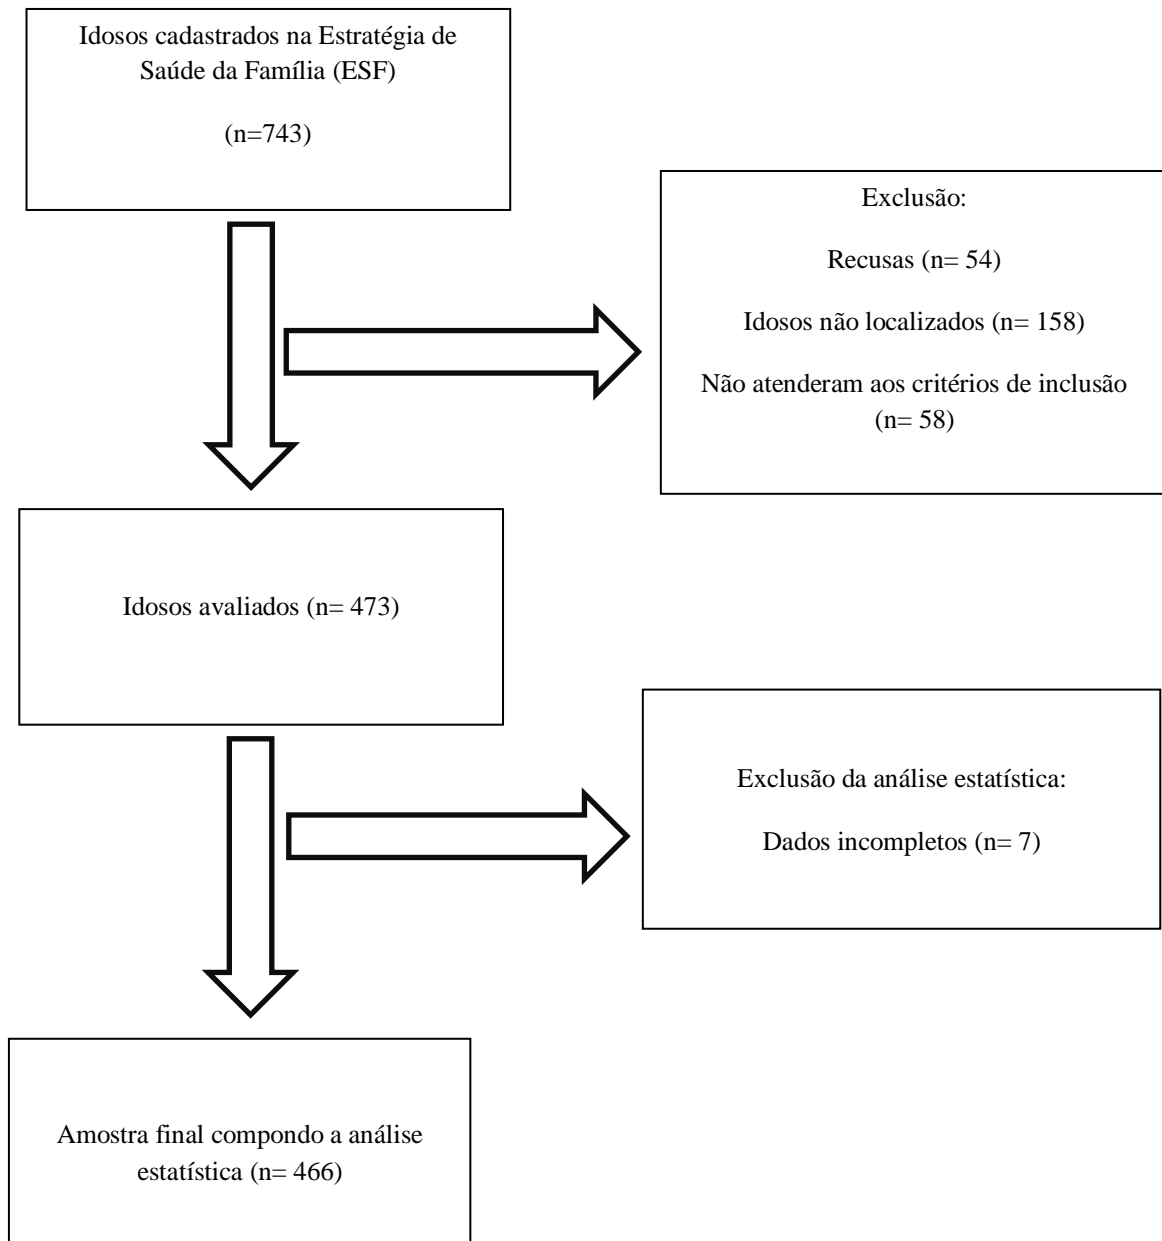 Idosos cadastrados na Estratégia de
Saúde da Família (ESF)
(n=743)
Exclusão:
Recusas (n= 54)
Idosos não localizados (n= 158)
Não atenderam aos critérios de inclusão
(n= 58)
Idosos avaliados (n= 473)
Exclusão da análise estatística:
Dados incompletos (n= 7)
Amostra final compondo a análise
estatística (n= 466)